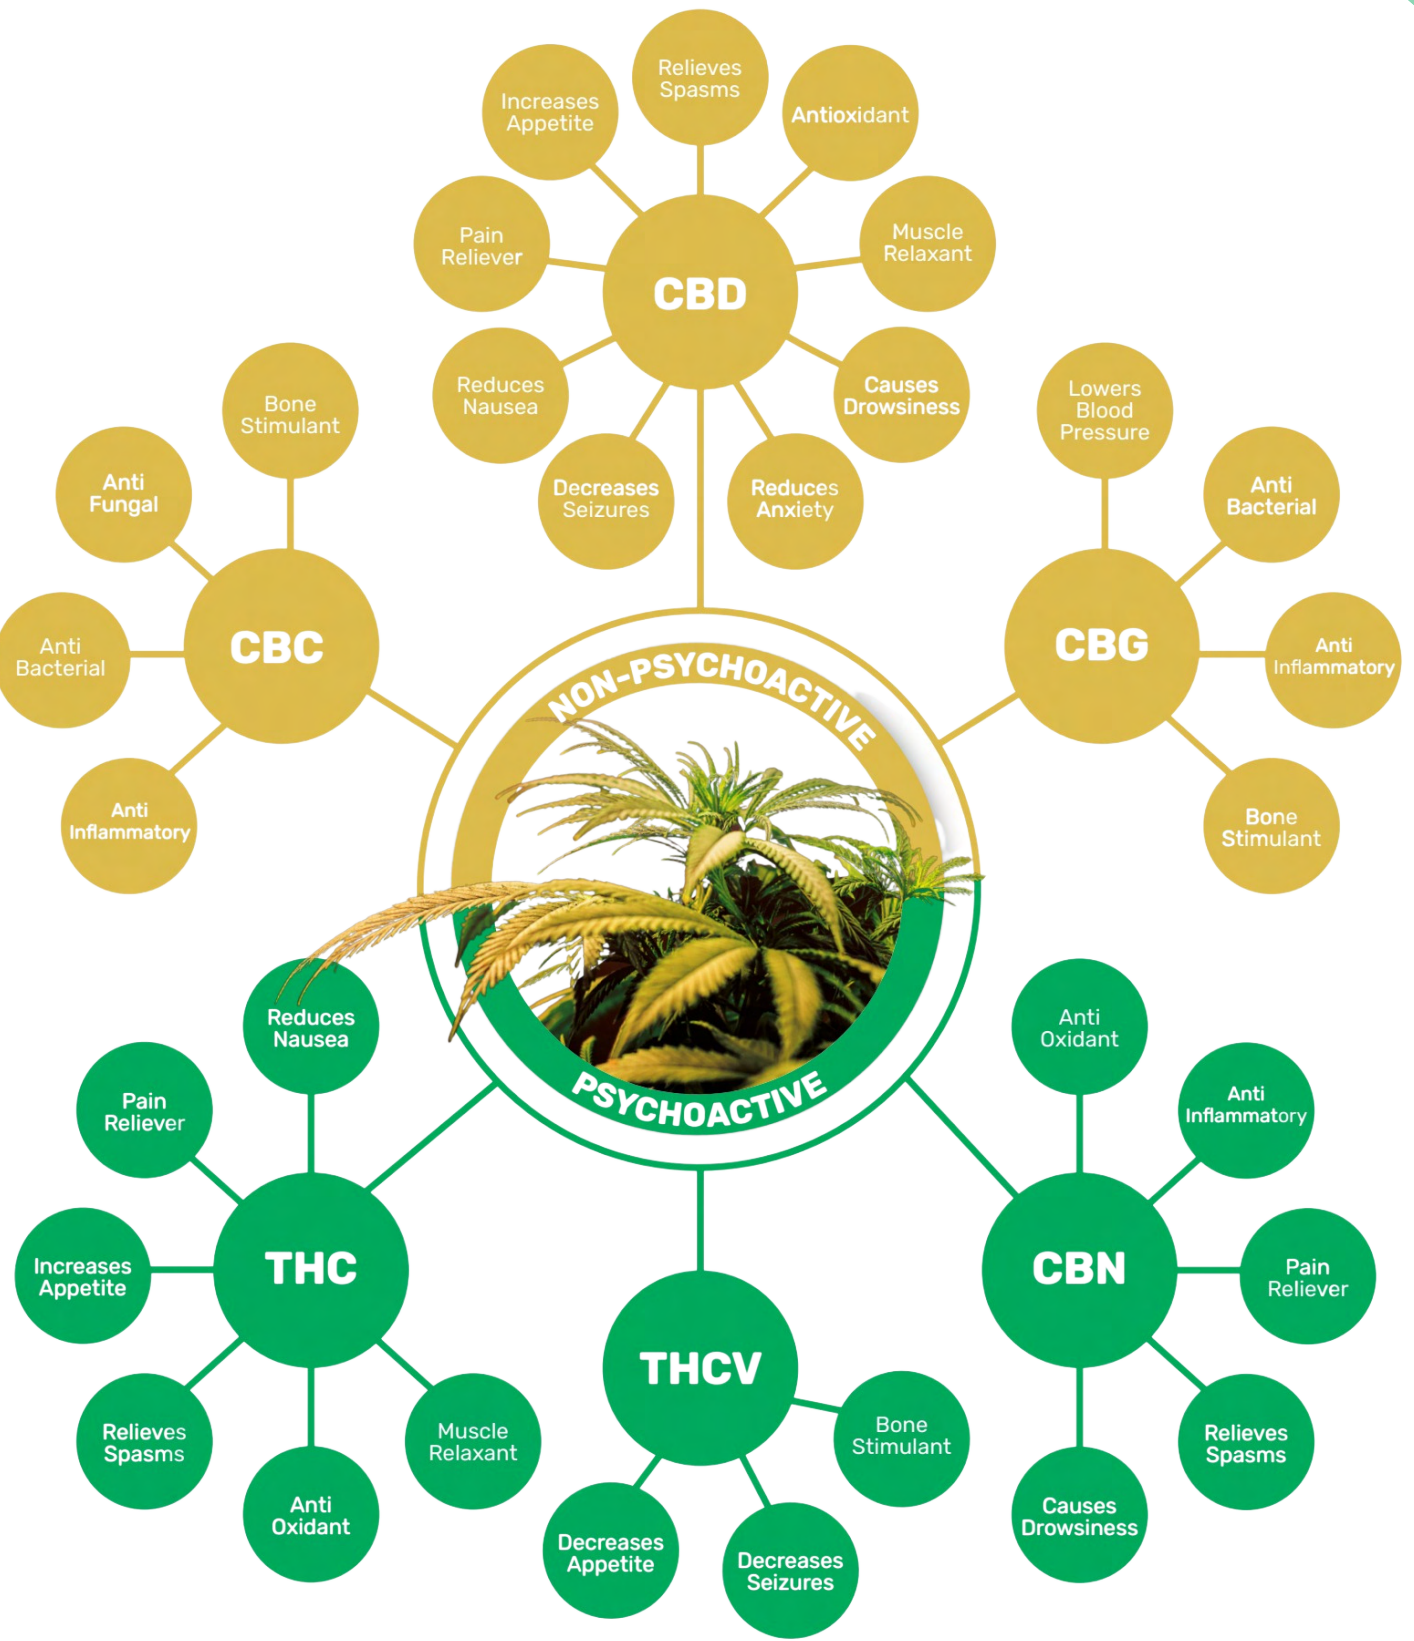 Relieves
Spasms
Increases
Appetite
Antioxidant
Pain
Reliever
Muscle
Relaxant
CBD
Reduces
Nausea
Causes
Drowsiness
Decreases
Seizures
Reduces
Anxiety
Bone
Stimulant
Anti
Fungal
CBC
Anti
Bacterial
Anti
Inflammatory
Lowers
Blood
Pressure
Anti
Bacterial
CBG
Anti
Inflammatory
Bone
Stimulant
NON-PSYCHOACTIVE
PSYCHOACTIVE
Reduces
Nausea
Pain
Reliever
Increases
Appetite
THC
Relieves
Spasms
Anti
Oxidant
Muscle
Relaxant
THCV
Bone
Stimulant
Decreases
Appetite
Decreases
Seizures
Anti
Oxidant
Anti
Inflammatory
CBN
Pain
Reliever
Relieves
Spasms
Causes
Drowsiness